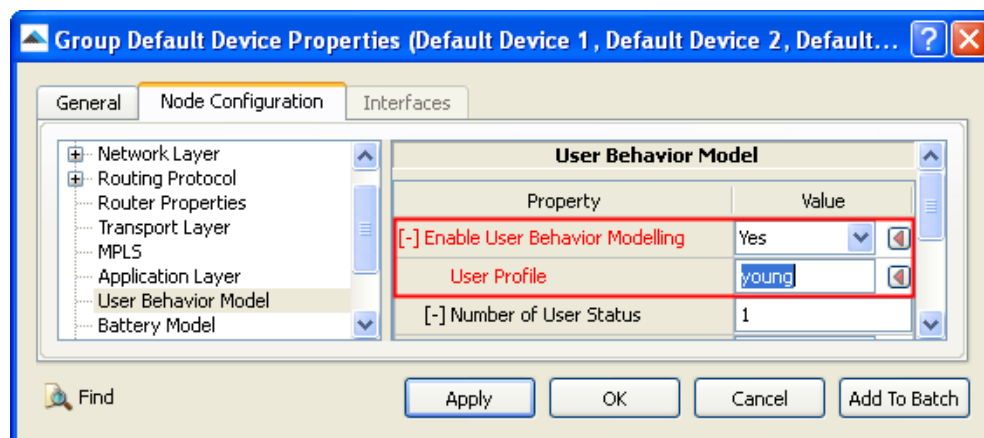 Group Default Device Properties (Default Device 1, Default Device 2, Default...
General Node Configuration Interfaces
Network Layer
Routing Protocol
Router Properties
Transport Layer
MPLS
Application Layer
User Behavior Model
Battery Model
User Behavior Model
Property Value
[-] Enable User Behavior Modelling Yes
User Profile young
[-] Number of User Status 1
Find Apply OK Cancel Add To Batch